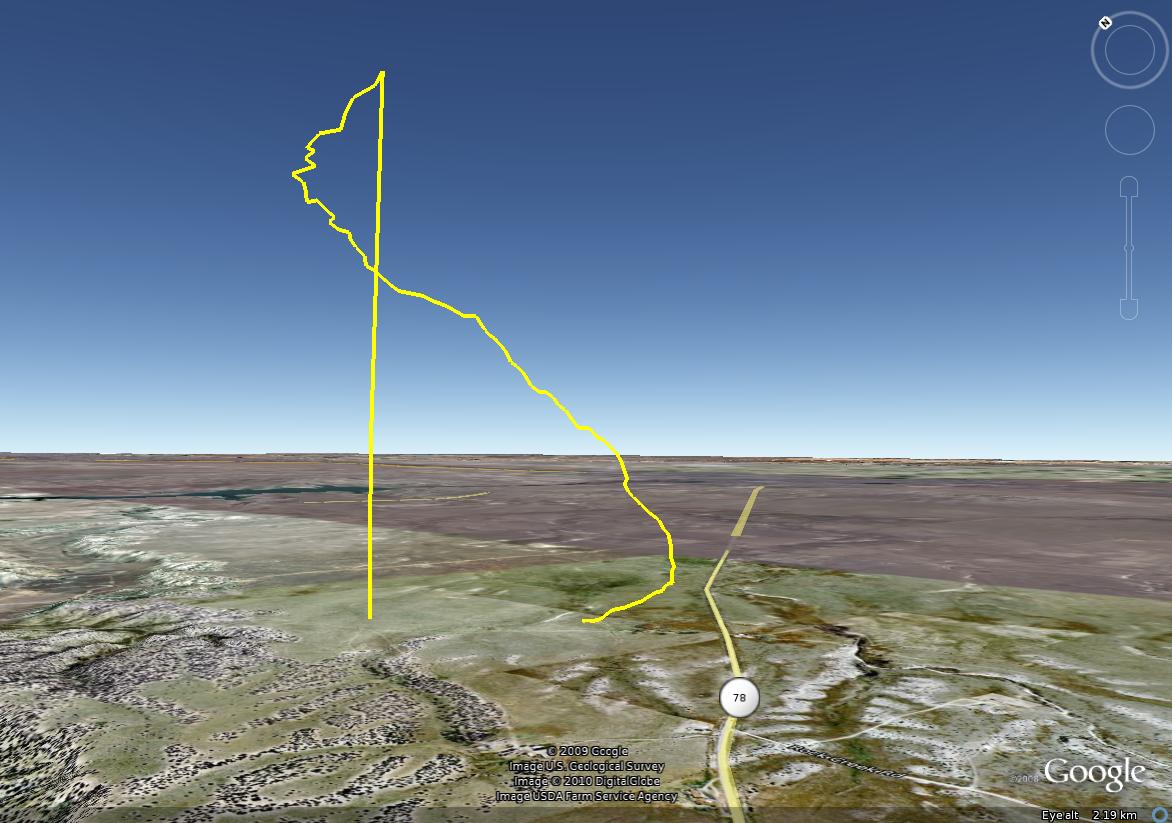 N
78
© 2009 Google
Image U.S. Geological Survey
Image © 2010 DigitalGlobe
Image USDA Farm Service Agency
©2009 Google
Eye alt 2.19 km